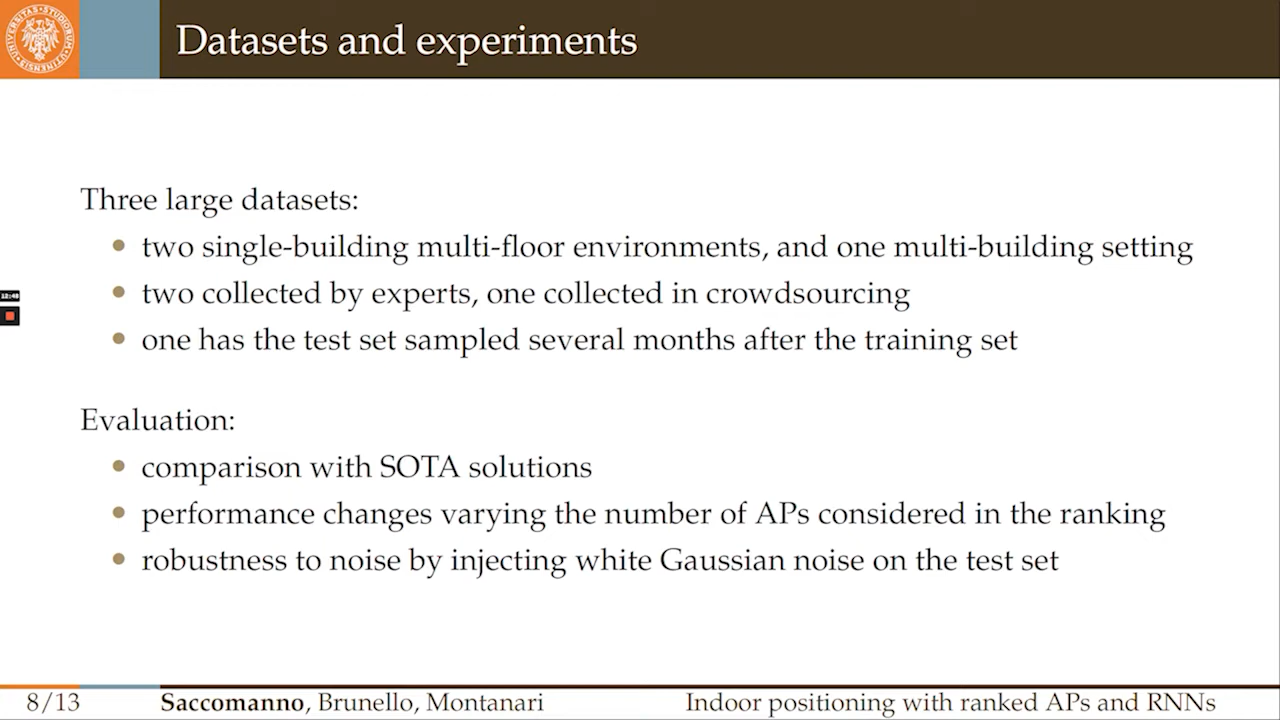 Datasets and experiments
Three large datasets:
• two single-building multi-floor environments, and one multi-building setting
• two collected by experts, one collected in crowdsourcing
• one has the test set sampled several months after the training set
Evaluation:
• comparison with SOTA solutions
• performance changes varying the number of APs considered in the ranking
• robustness to noise by injecting white Gaussian noise on the test set
8/13
Saccomanno, Brunello, Montanari
Indoor positioning with ranked APs and RNNs